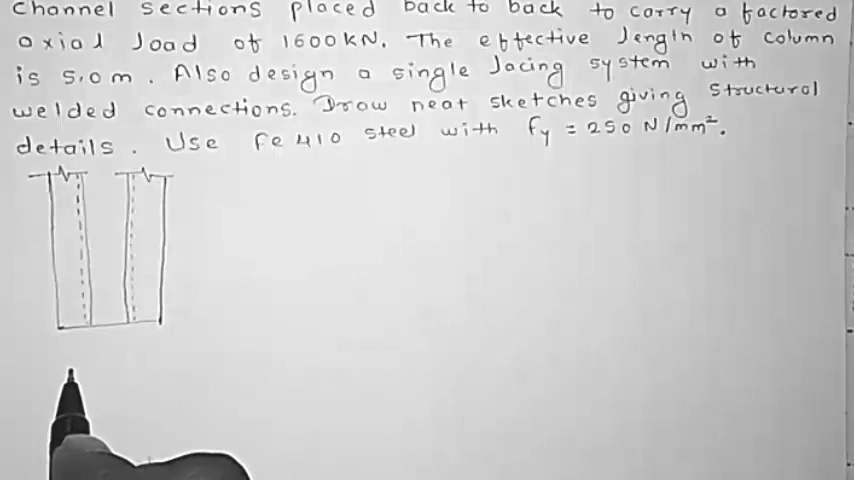 channel sections placed back to back to carry a factored
axial load of 1600KN. The effective length of column
is 5.0m. Also design a single lacing system with
welded connections. Draw neat sketches giving structural
details. Use Fe 410 steel with fy = 250 N/mm².